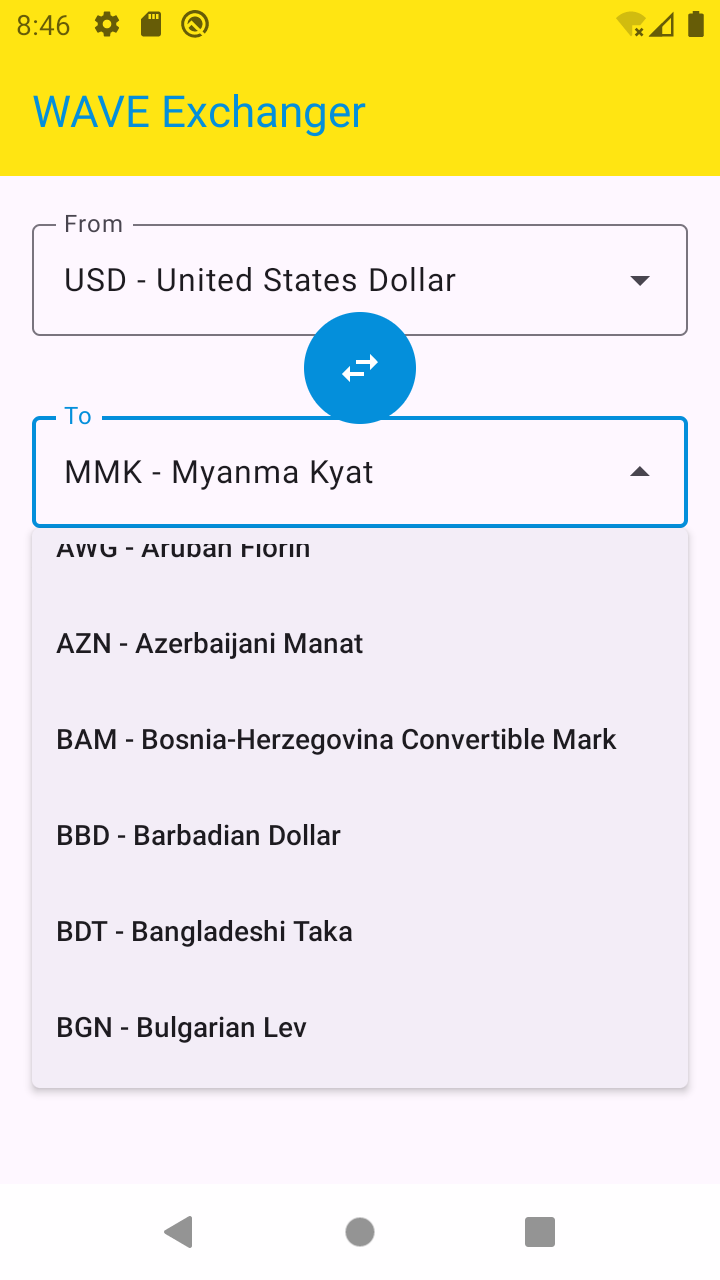 8:46
WAVE Exchanger
From
USD - United States Dollar
To
MMK - Myanma Kyat
AWG - Aruban Florin
AZN - Azerbaijani Manat
BAM - Bosnia-Herzegovina Convertible Mark
BBD - Barbadian Dollar
BDT - Bangladeshi Taka
BGN - Bulgarian Lev